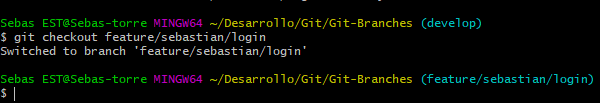 Sebas EST@Sebas-torre MINGW64 ~/Desarrollo/Git/Git-Branches (develop)
$ git checkout feature/sebastian/login
Switched to branch 'feature/sebastian/login'
Sebas EST@Sebas-torre MINGW64 ~/Desarrollo/Git/Git-Branches (feature/sebastian/login)
$